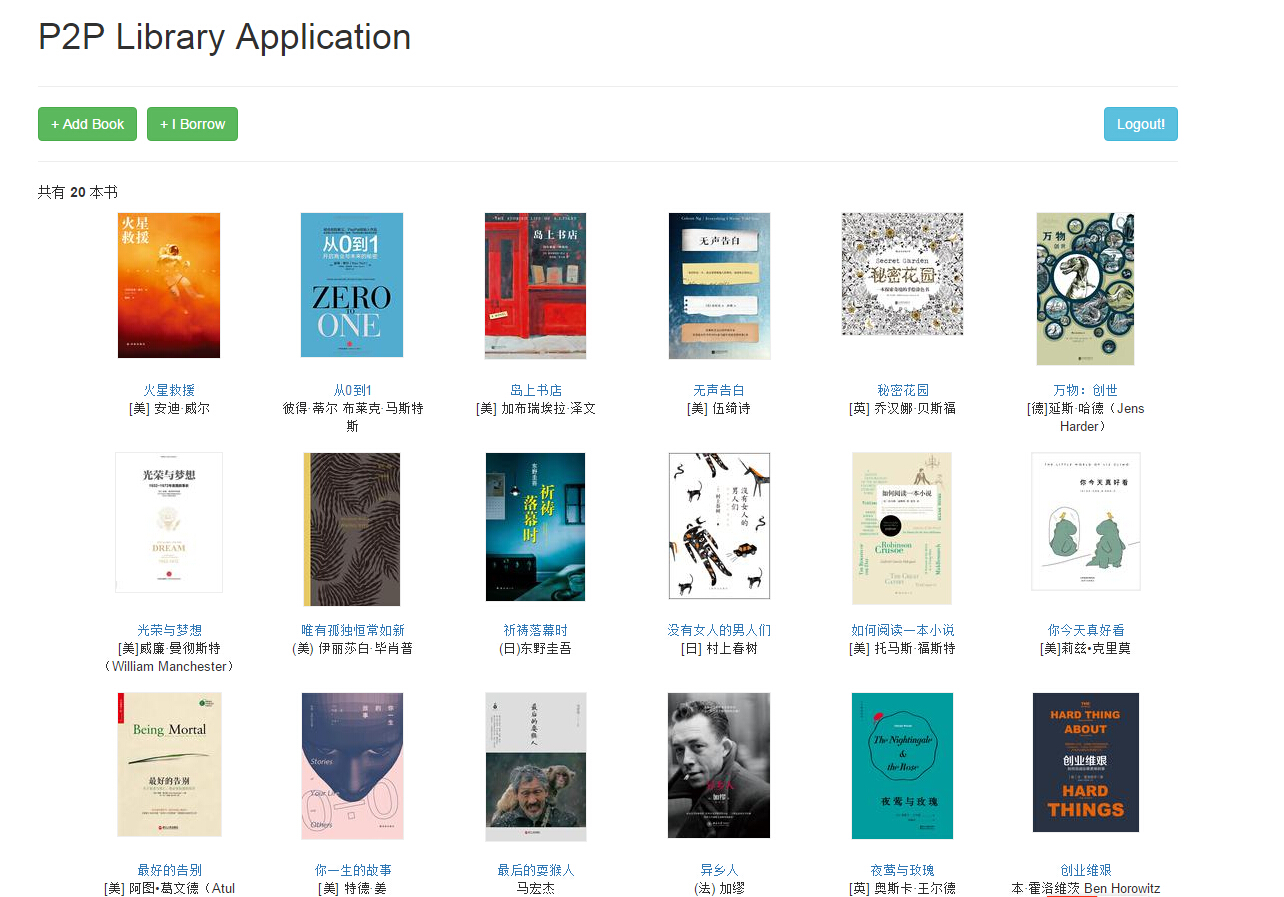 P2P Library Application
+ Add Book
+ I Borrow
Logout!
共有 20 本书
火星救援
从0到1
ZERO TO ONE
岛上书店
无声告白
Secret Garden
秘密花园
万物
创世
火星救援
从0到1
岛上书店
无声告白
秘密花园
万物：创世
[美] 安迪·威尔
彼得·蒂尔 布莱克·马斯特斯
[美] 加布瑞埃拉·泽文
[美] 伍绮诗
[英] 乔汉娜·贝斯福
[德]延斯·哈德（Jens Harder）
光荣与梦想
DREAM
东野圭吾
祈祷落幕时
没有女人的男人们
村上春树
如何阅读一本小说
Robinson Crusoe
THE LITTLE WORLD OF LIZ CLIMO
你今天真好看
光荣与梦想
唯有孤独恒常如新
祈祷落幕时
没有女人的男人们
如何阅读一本小说
你今天真好看
[美]威廉·曼彻斯特（William Manchester）
(美) 伊丽莎白·毕肖普
(日)东野圭吾
[日] 村上春树
[美] 托马斯·福斯特
[美]莉兹•克里莫
Being Mortal
最好的告别
你一生的故事
Stories
Others
最后的耍猴人
加缪
The Nightingale & the Rose
夜莺与玫瑰
THE HARD THING ABOUT
创业维艰
HARD THINGS
最好的告别
你一生的故事
最后的耍猴人
异乡人
夜莺与玫瑰
创业维艰
[美] 阿图•葛文德（Atul
[美] 特德·姜
马宏杰
(法) 加缪
[英] 奥斯卡·王尔德
本·霍洛维茨 Ben Horowitz